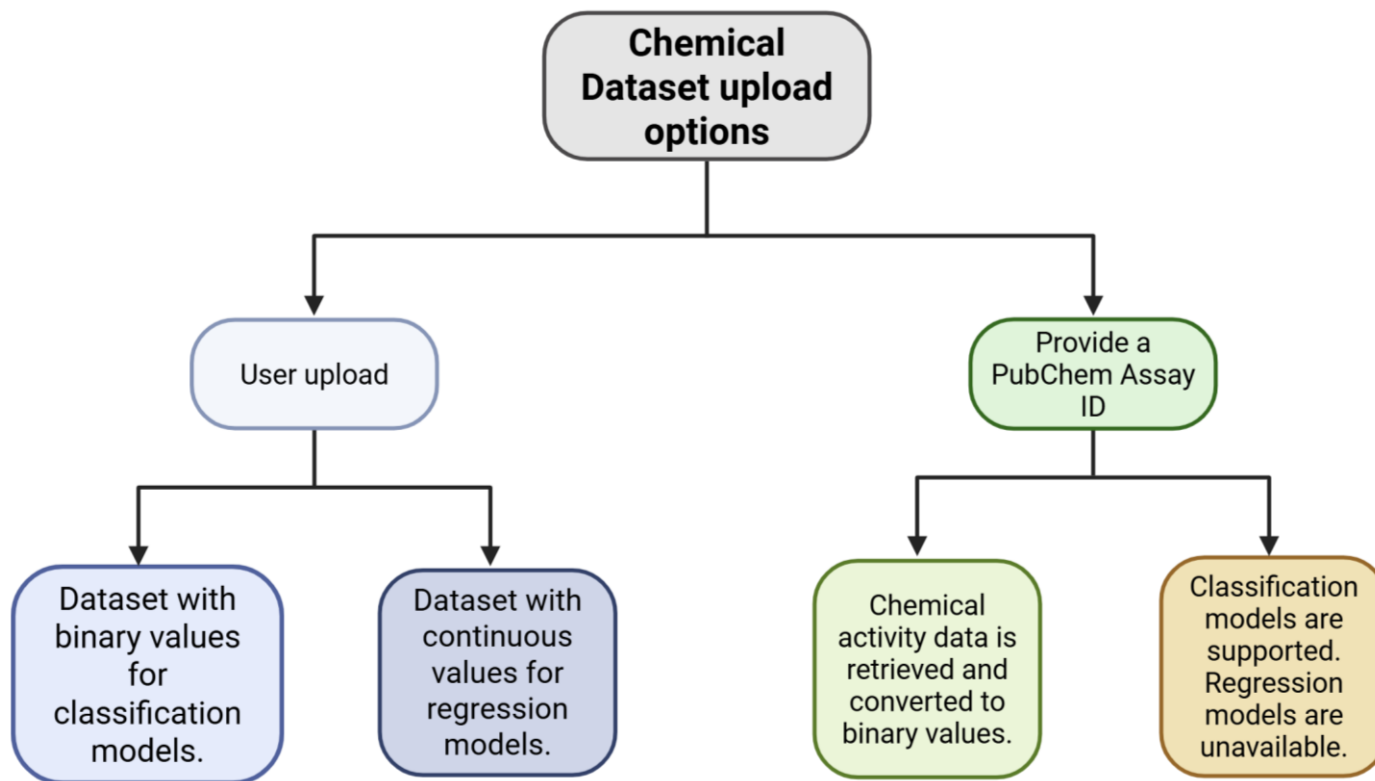 Chemical
Dataset upload
options
User upload
Provide a
PubChem Assay
ID
Dataset with
binary values
for
classification
models.
Dataset with
continuous
values for
regression
models.
Chemical
activity data is
retrieved and
converted to
binary values.
Classification
models are
supported.
Regression
models are
unavailable.